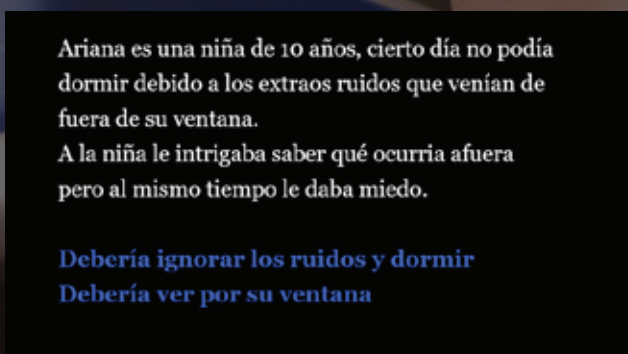 Ariana es una niña de 10 años, cierto día no podía
dormir debido a los extraos ruidos que venían de
fuera de su ventana.
A la niña le intrigaba saber qué ocurria afuera
pero al mismo tiempo le daba miedo.
Debería ignorar los ruidos y dormir
Debería ver por su ventana